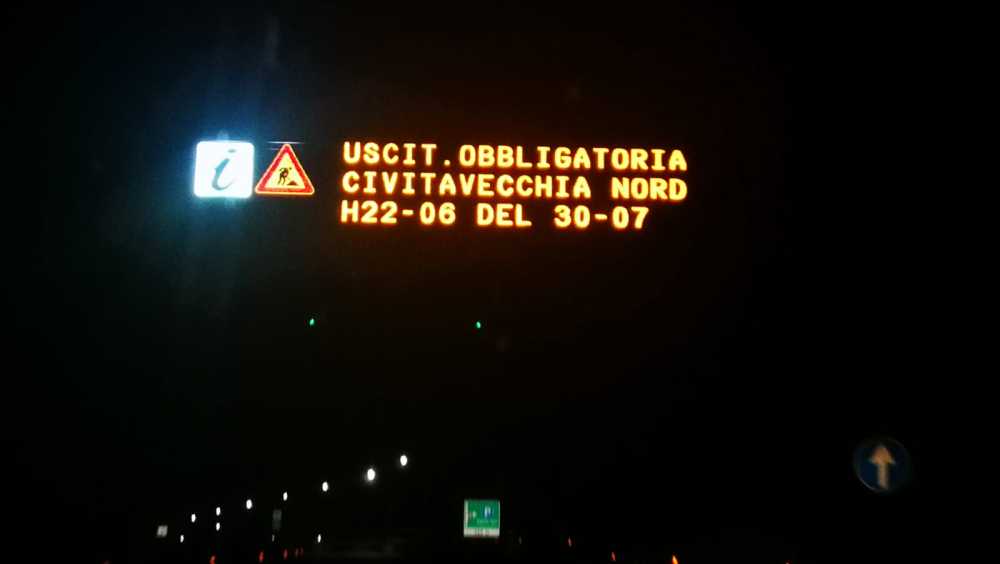 i
USCIT.OBBLIGATORIA
CIVITAVECCHIA NORD
H22-06 DEL 30-07
P